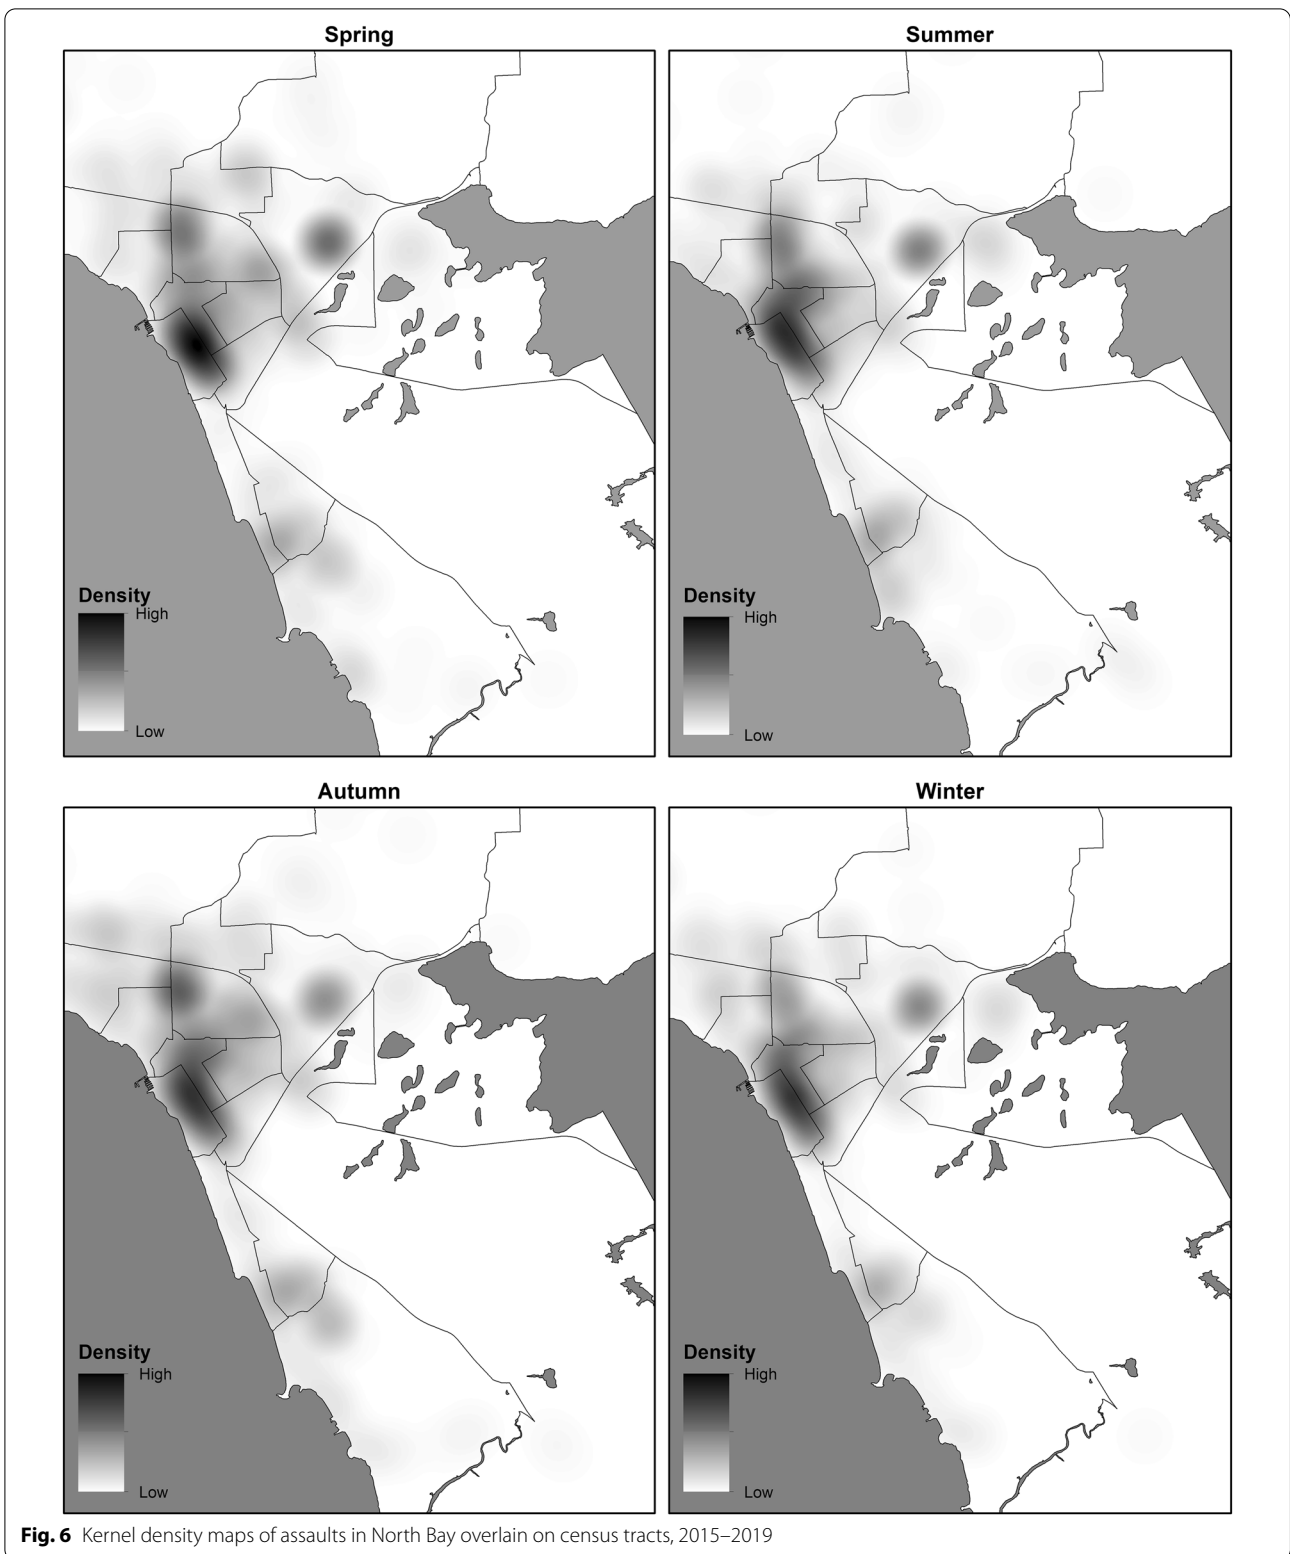 Spring
Summer
Density
High
Low
Density
High
Low
Autumn
Winter
Density
High
Low
Density
High
Low
Fig. 6 Kernel density maps of assaults in North Bay overlain on census tracts, 2015–2019